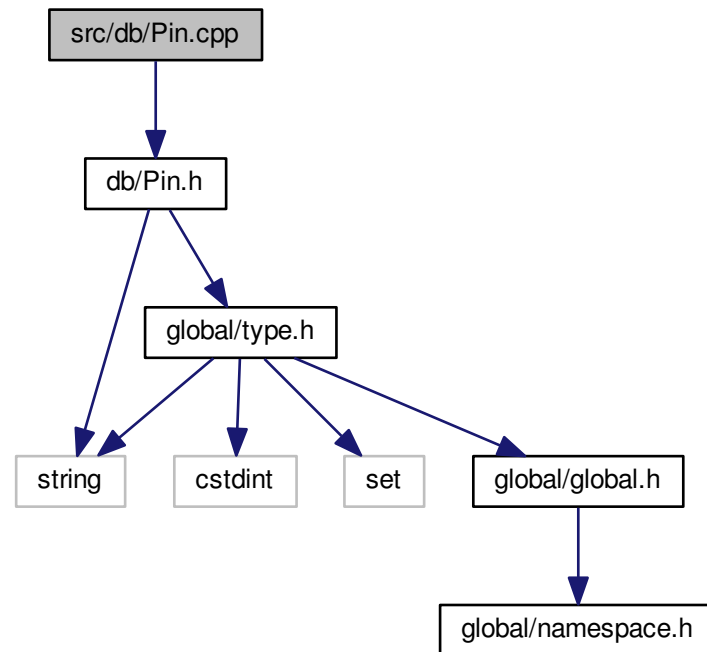 src/db/Pin.cpp
db/Pin.h
global/type.h
string
cstdint
set
global/global.h
global/namespace.h